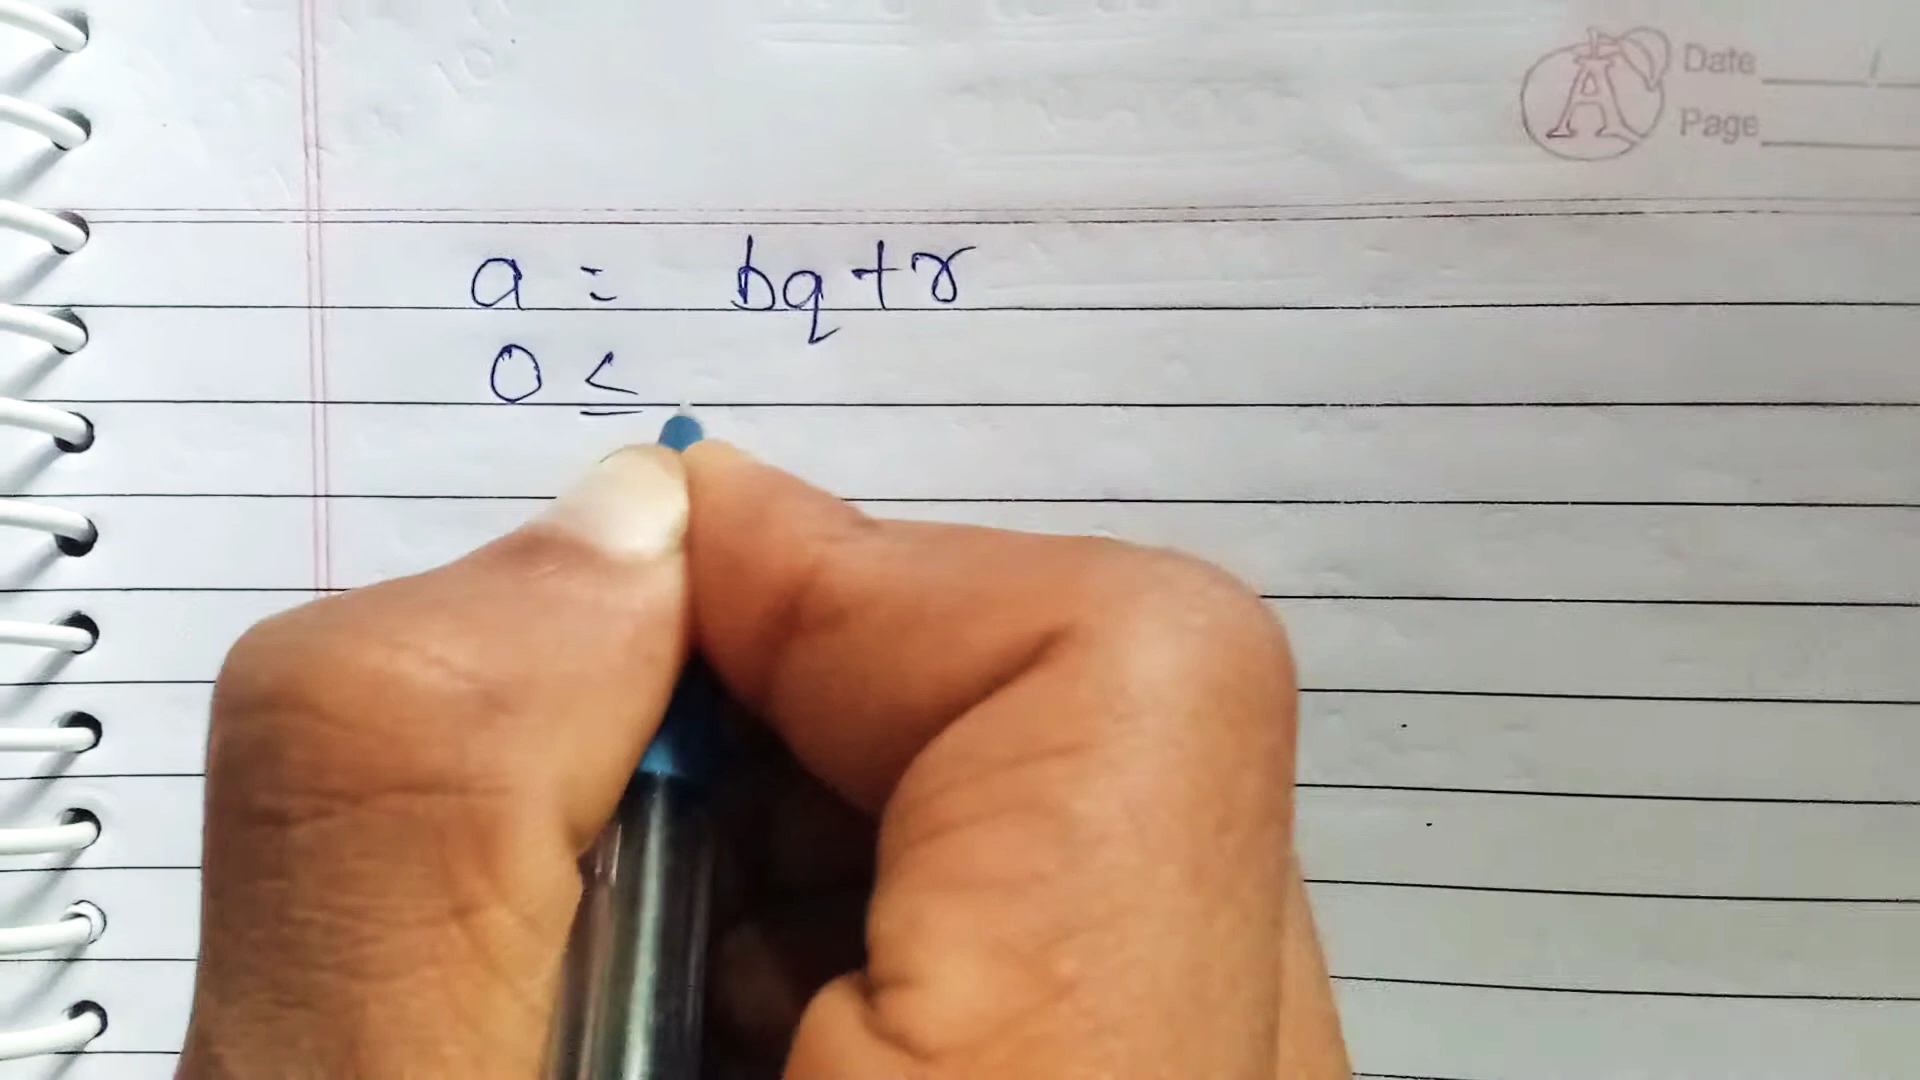 A Date /
Page
a = bq + r
0 ≤